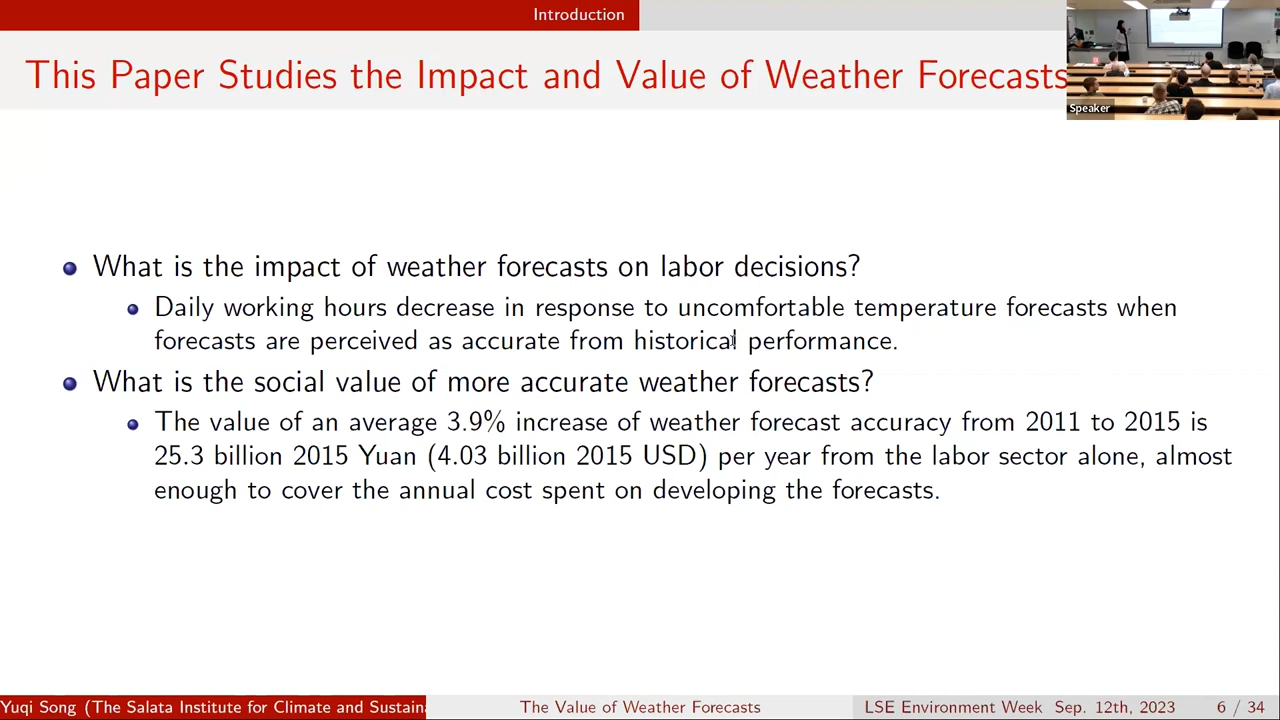 Introduction
This Paper Studies the Impact and Value of Weather Forecasts
Speaker
What is the impact of weather forecasts on labor decisions?
Daily working hours decrease in response to uncomfortable temperature forecasts when
forecasts are perceived as accurate from historical performance.
What is the social value of more accurate weather forecasts?
The value of an average 3.9% increase of weather forecast accuracy from 2011 to 2015 is
25.3 billion 2015 Yuan (4.03 billion 2015 USD) per year from the labor sector alone, almost
enough to cover the annual cost spent on developing the forecasts.
Yuqi Song (The Salata Institute for Climate and Sustain
The Value of Weather Forecasts
LSE Environment Week Sep. 12th, 2023 6 / 34